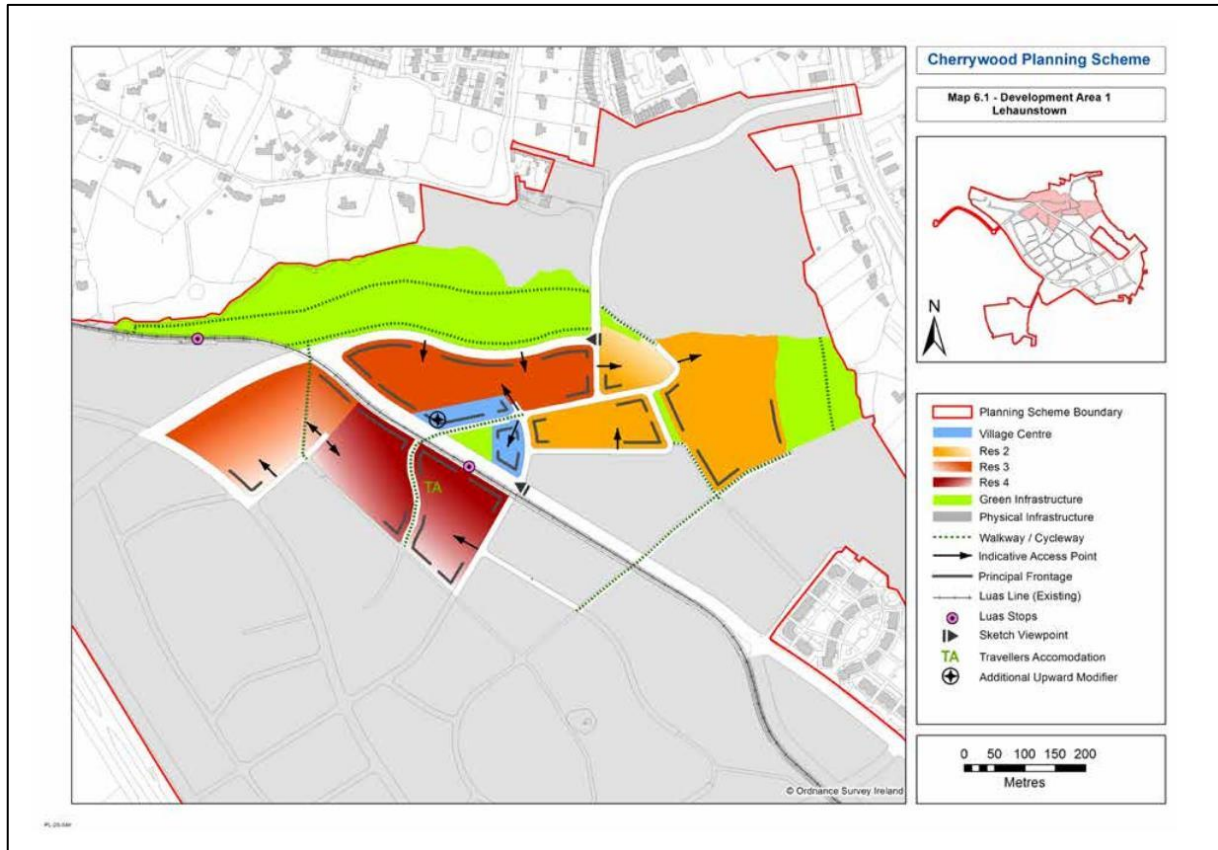 Cherrywood Planning Scheme
Map 6.1 - Development Area 1
Lehaunstown
N
Planning Scheme Boundary
Village Centre
Res 2
Res 3
Res 4
Green Infrastructure
Physical Infrastructure
Walkway / Cycleway
Indicative Access Point
Principal Frontage
Luas Line (Existing)
Luas Stops
Sketch Viewpoint
TA Travellers Accomodation
Additional Upward Modifier
0 50 100 150 200
Metres
TA
© Ordnance Survey Ireland